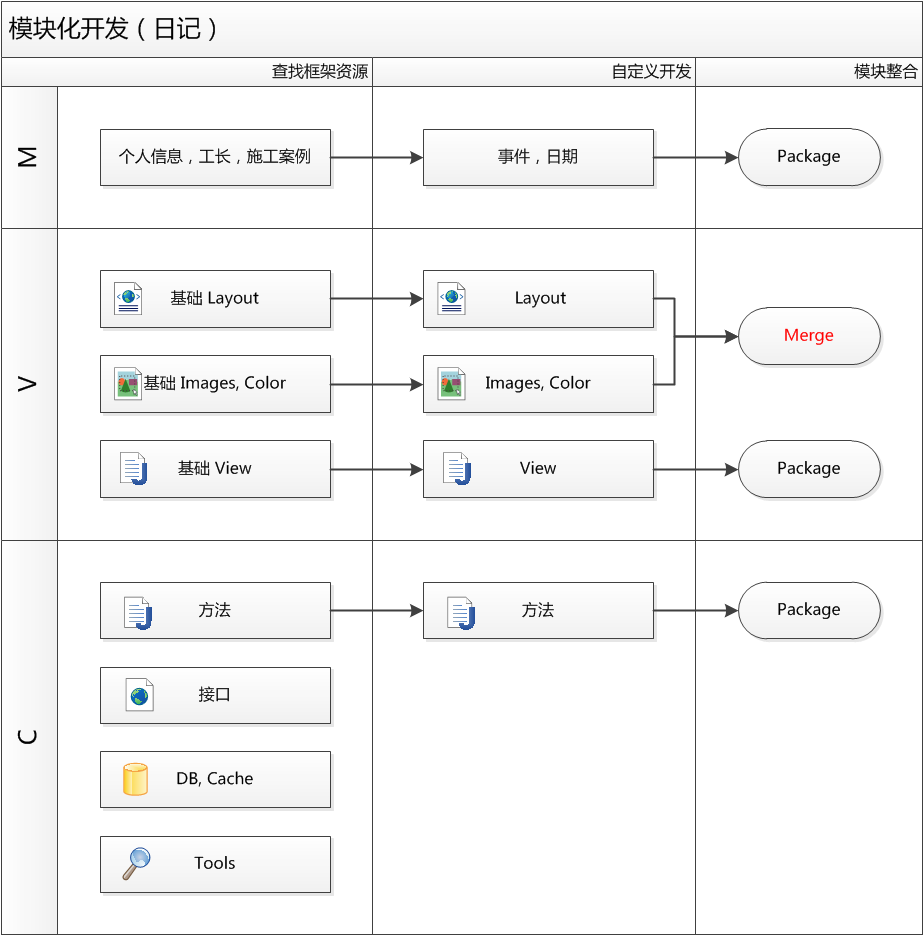 模块化开发（日记）
查找框架资源
自定义开发
模块整合
M
个人信息，工长，施工案例
事件，日期
Package
V
基础 Layout
Layout
Merge
基础 Images, Color
Images, Color
基础 View
View
Package
C
方法
方法
Package
接口
DB, Cache
Tools